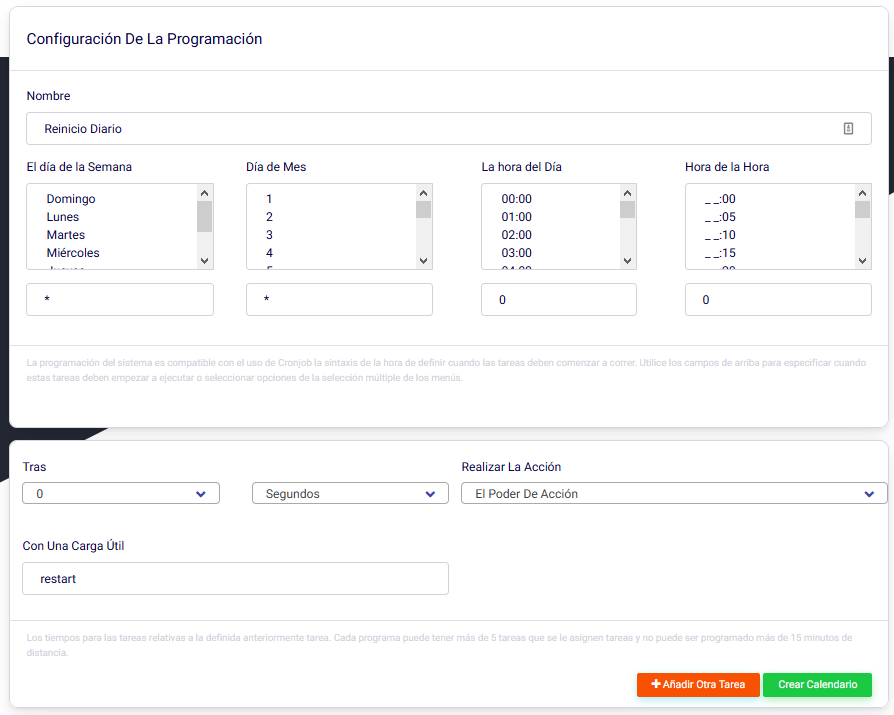 Configuración De La Programación
Nombre
Reinicio Diario
El día de la Semana
Día de Mes
La hora del Día
Hora de la Hora
Domingo
Lunes
Martes
Miércoles
Jueves
1
2
3
4
5
00:00
01:00
02:00
03:00
04:00
_ _:00
_ _:05
_ _:10
_ _:15
_ _:20
*
*
0
0
La programación del sistema es compatible con el uso de Cronjob la sintaxis de la hora de definir cuando las tareas deben comenzar a correr. Utilice los campos de arriba para especificar cuando
estas tareas deben empezar a ejecutar o seleccionar opciones de la selección múltiple de los menús.
Tras
Realizar La Acción
0
Segundos
El Poder De Acción
Con Una Carga Útil
restart
Los tiempos para las tareas relativas a la definida anteriormente tarea. Cada programa puede tener más de 5 tareas que se le asignen tareas y no puede ser programado más de 15 minutos de
distancia.
Añadir Otra Tarea
Crear Calendario